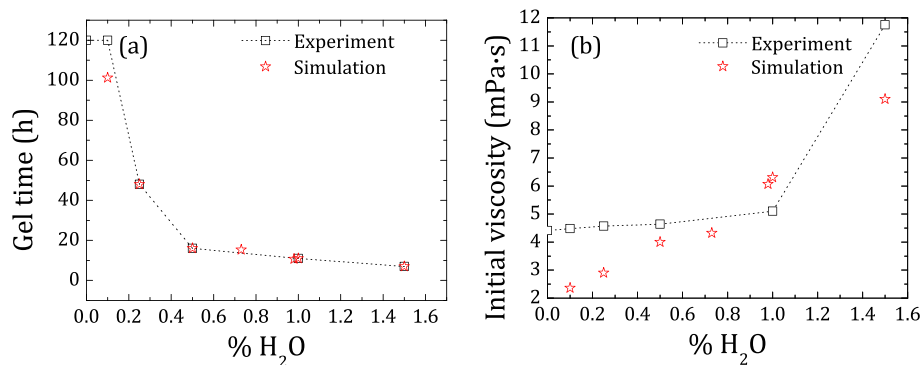 (a)
Experiment
Simulation
Gel time (h)
120
100
80
60
40
20
0
0.0 0.2 0.4 0.6 0.8 1.0 1.2 1.4 1.6
% H₂O
(b)
Experiment
Simulation
Initial viscosity (mPa·s)
12
11
10
9
8
7
6
5
4
3
2
0.0 0.2 0.4 0.6 0.8 1.0 1.2 1.4 1.6
% H₂O